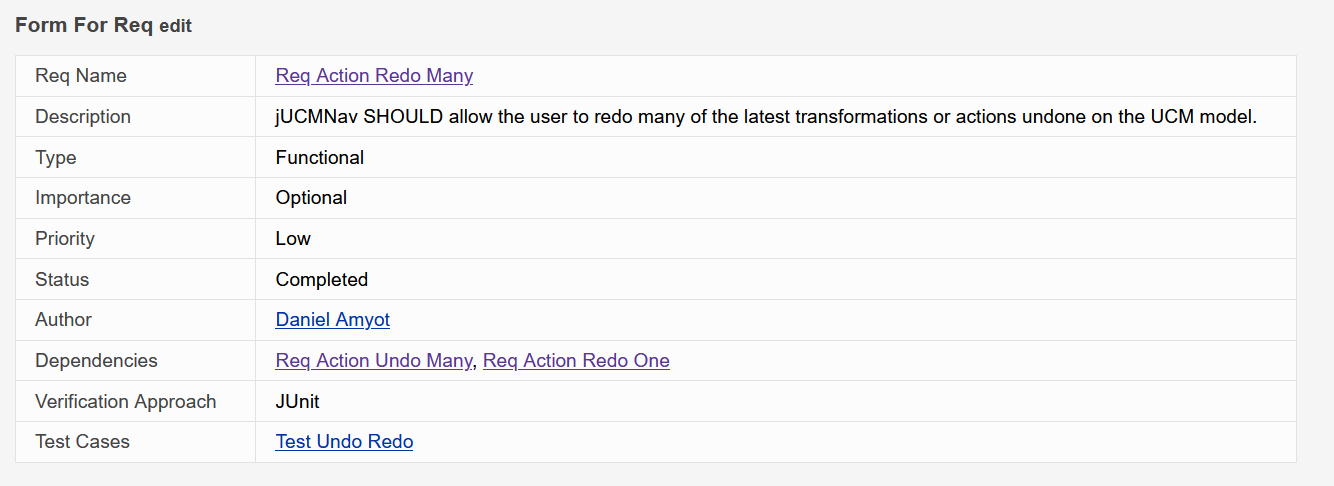 Form For Req edit
Req Name Req Action Redo Many
Description jUCMNav SHOULD allow the user to redo many of the latest transformations or actions undone on the UCM model.
Type Functional
Importance Optional
Priority Low
Status Completed
Author Daniel Amyot
Dependencies Req Action Undo Many, Req Action Redo One
Verification Approach JUnit
Test Cases Test Undo Redo